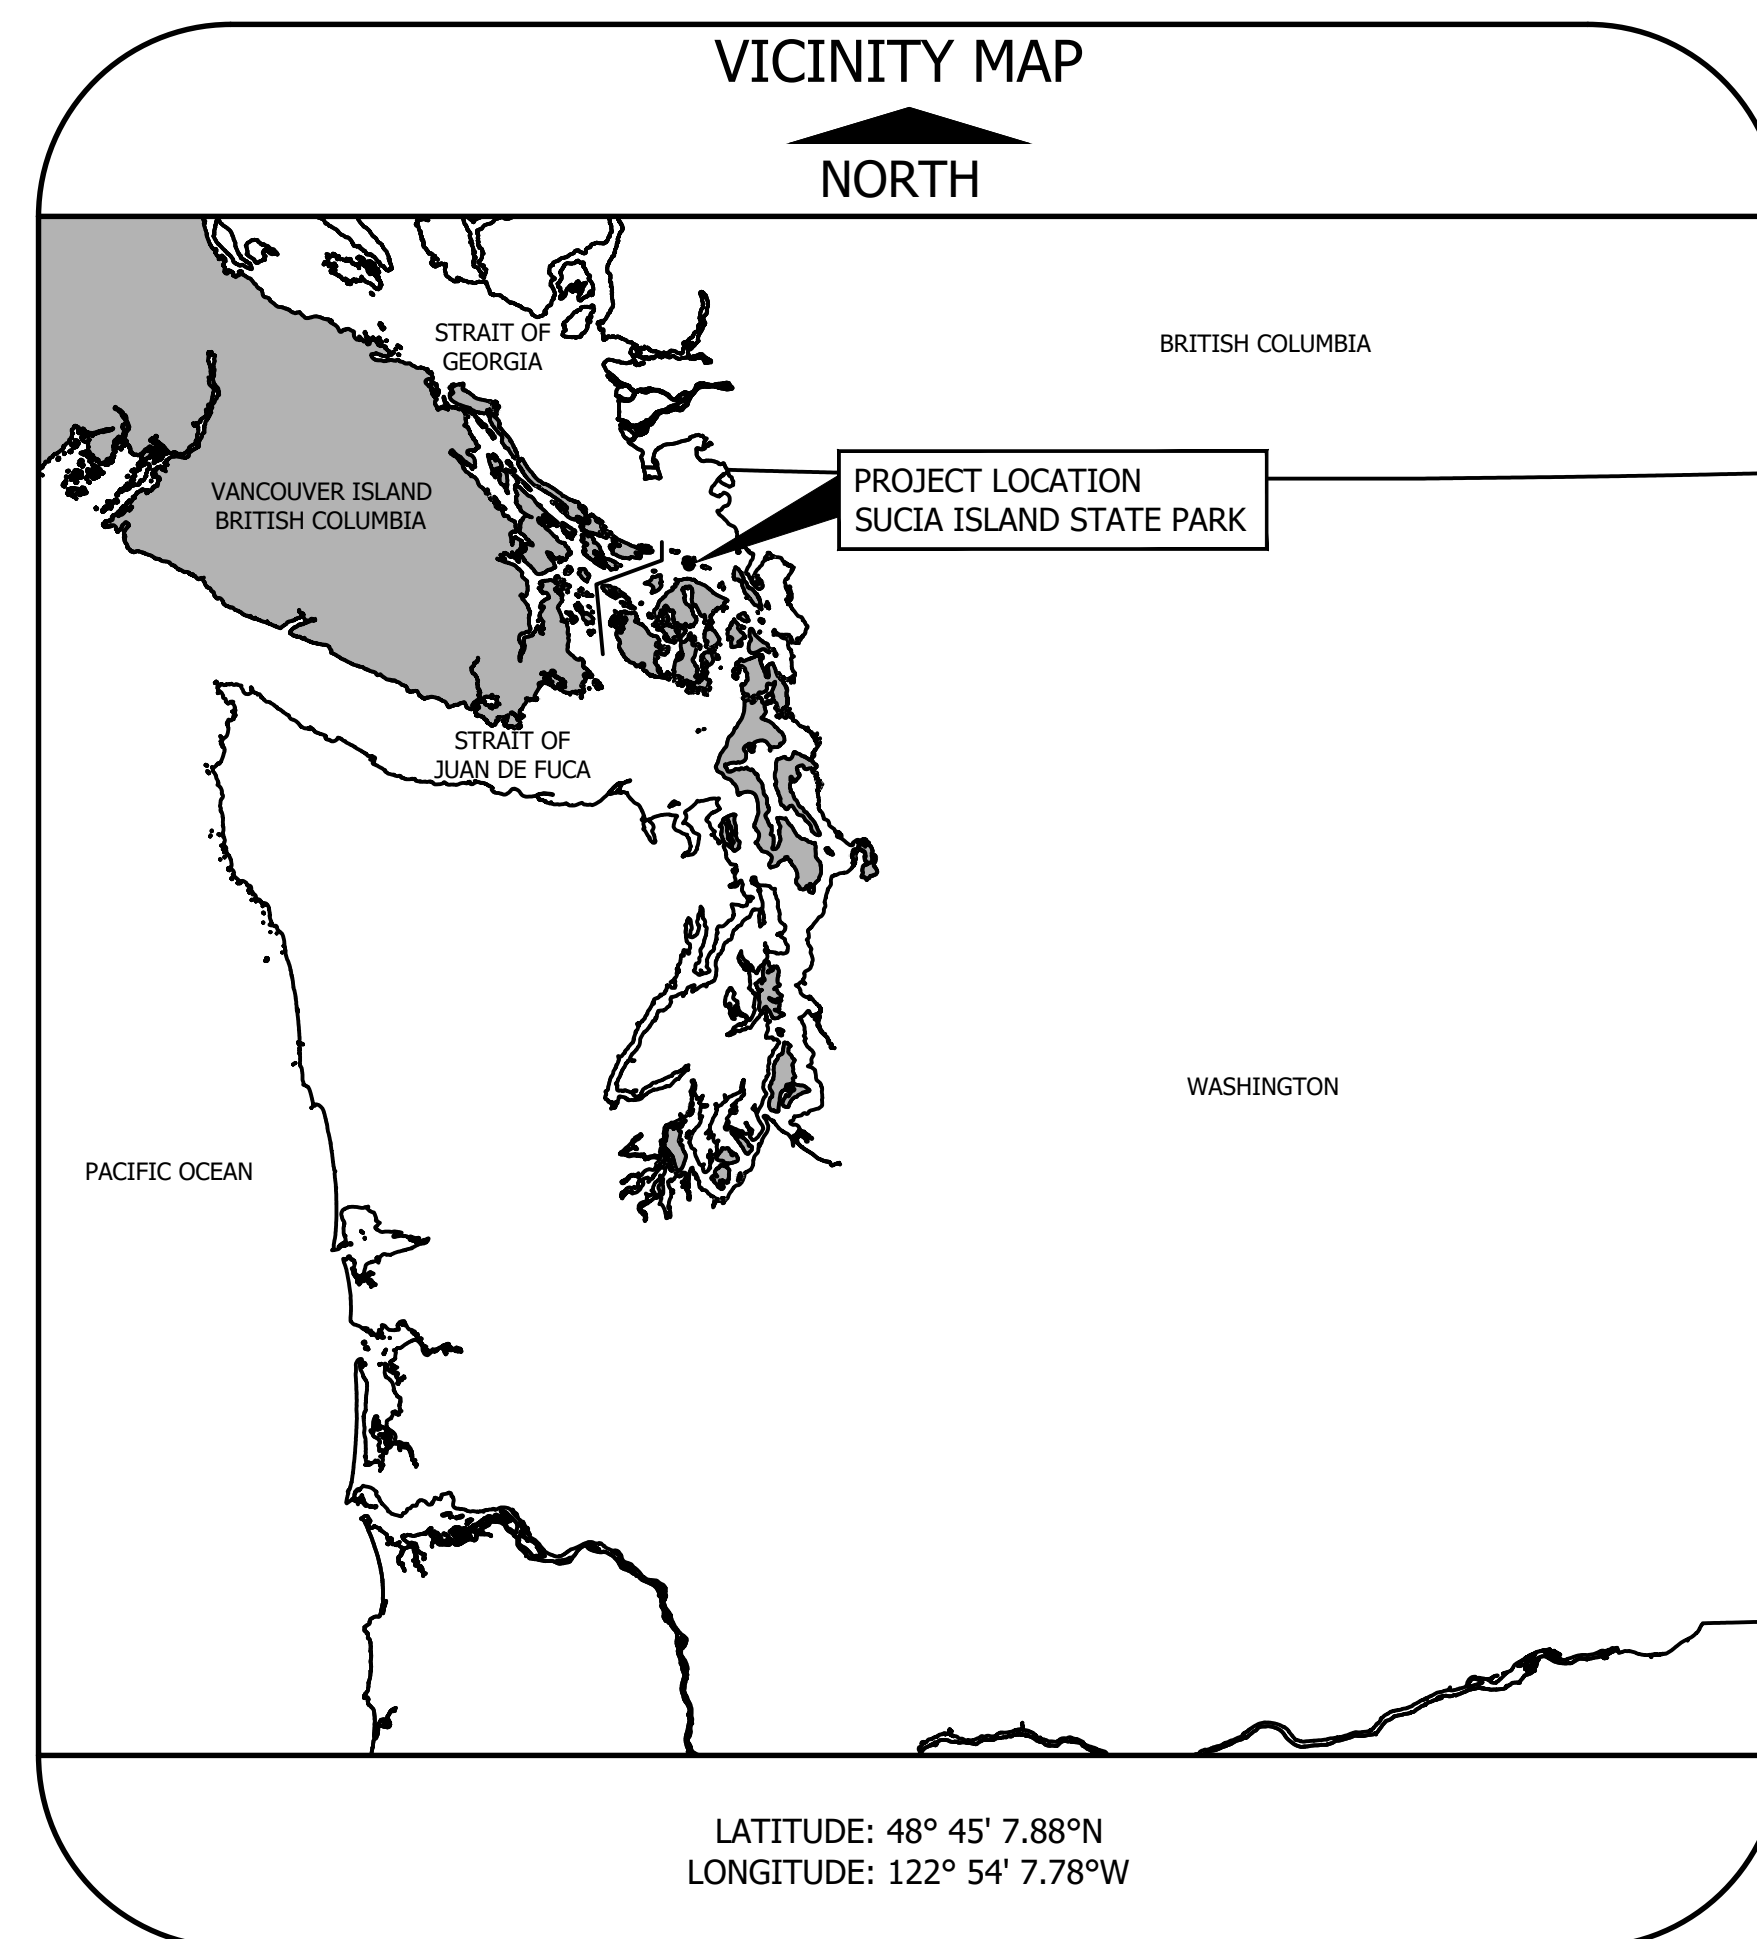 VICINITY MAP
NORTH
STRAIT OF
GEORGIA
BRITISH COLUMBIA
PROJECT LOCATION
SUCIA ISLAND STATE PARK
VANCOUVER ISLAND
BRITISH COLUMBIA
STRAIT OF
JUAN DE FUCA
WASHINGTON
PACIFIC OCEAN
LATITUDE: 48° 45' 7.88°N
LONGITUDE: 122° 54' 7.78°W